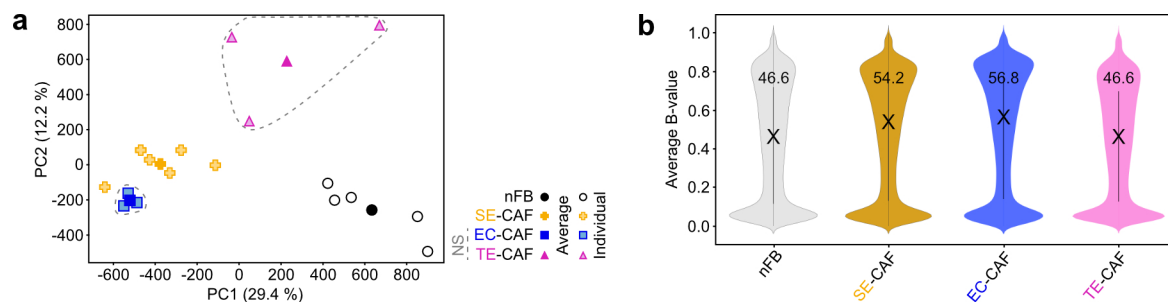 a
PC2 (12.2 %)
800
600
400
200
0
-200
-400
-600
-400
-200
0
200
400
600
800
PC1 (29.4 %)
nFB
SE-CAF
EC-CAF
TE-CAF
NS
Average
Individual
b
Average B-value
1.0
0.8
0.6
0.4
0.2
0.0
46.6
54.2
56.8
46.6
X
X
X
X
nFB
SE-CAF
EC-CAF
TE-CAF